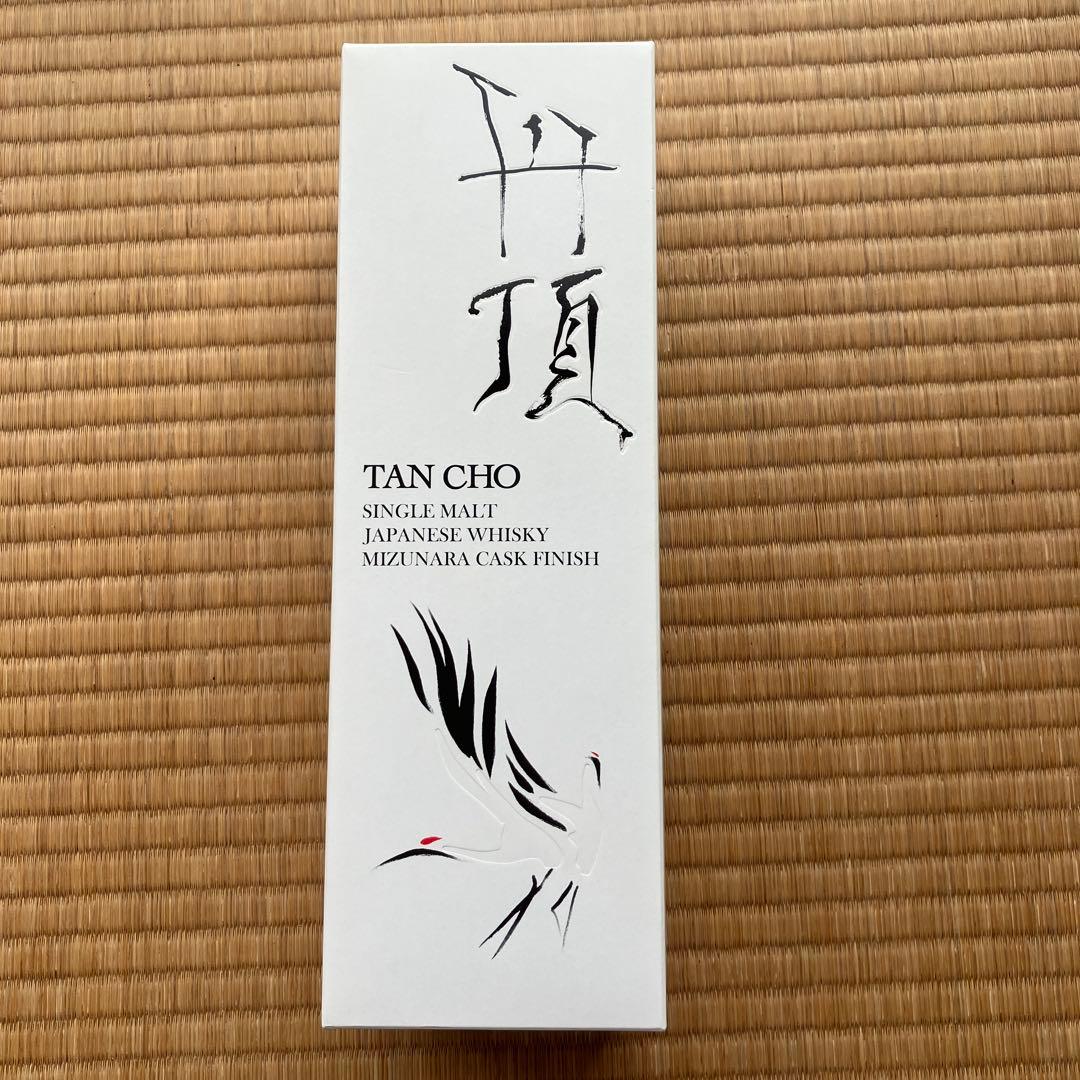 丹頂
TAN CHO
SINGLE MALT
JAPANESE WHISKY
MIZUNARA CASK FINISH